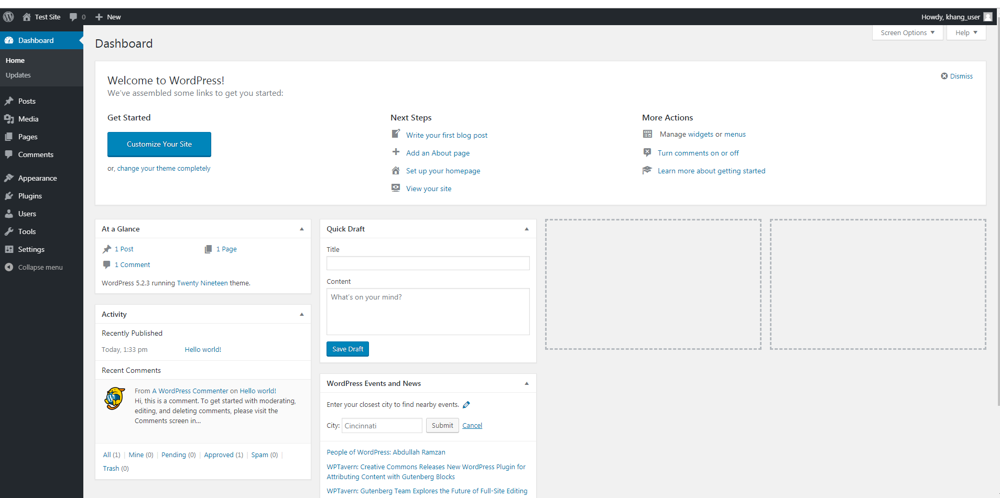 Test Site
0
New
Howdy, khang_user
Dashboard
Home
Updates
Posts
Media
Pages
Comments
Appearance
Plugins
Users
Tools
Settings
Collapse menu
Screen Options
Help
Dashboard
Welcome to WordPress!
We've assembled some links to get you started:
Dismiss
Get Started
Customize Your Site
or, change your theme completely
Next Steps
Write your first blog post
Add an About page
Set up your homepage
View your site
More Actions
Manage widgets or menus
Turn comments on or off
Learn more about getting started
At a Glance
1 Post
1 Page
1 Comment
WordPress 5.2.3 running Twenty Nineteen theme.
Activity
Recently Published
Today, 1:33 pm
Hello world!
Recent Comments
From A WordPress Commenter on Hello world!
Hi, this is a comment. To get started with moderating,
editing, and deleting comments, please visit the
Comments screen in...
All (1) | Mine (0) | Pending (0) | Approved (1) | Spam (0) |
Trash (0)
Quick Draft
Title
Content
What's on your mind?
Save Draft
WordPress Events and News
Enter your closest city to find nearby events.
City: Cincinnati Submit Cancel
People of WordPress: Abdullah Ramzan
WPTavern: Creative Commons Releases New WordPress Plugin for
Attributing Content with Gutenberg Blocks
WPTavern: Gutenberg Team Explores the Future of Full-Site Editing